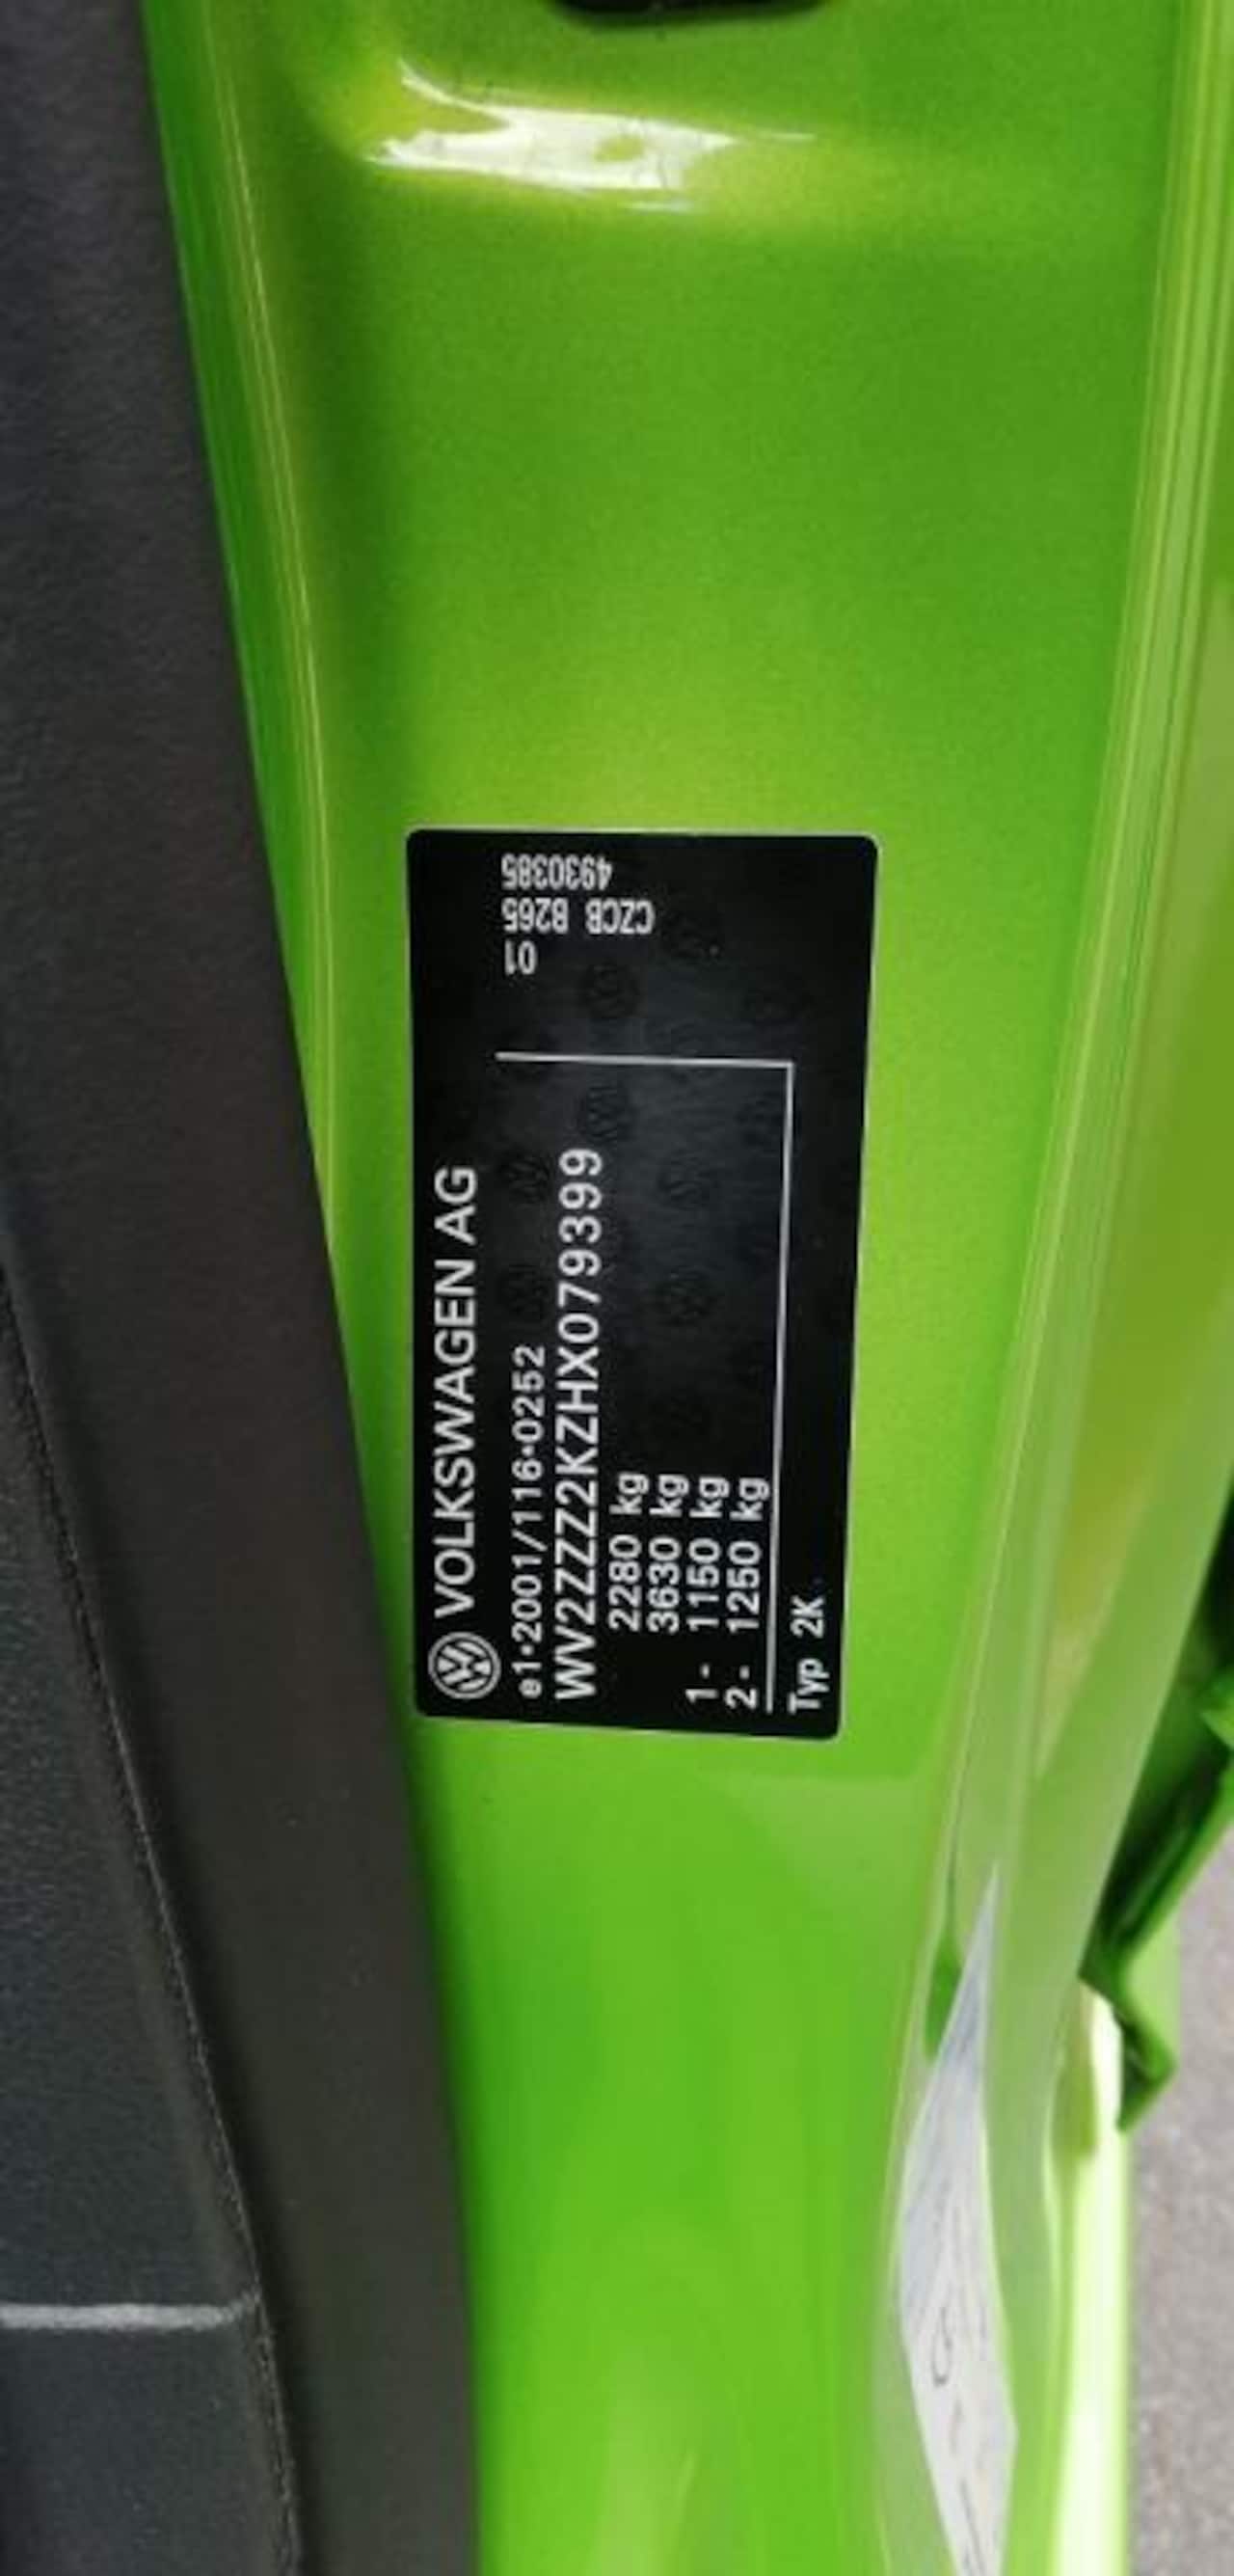 VOLKSWAGEN AG
e1*2001/116*0252
WV2ZZZ2KZHX079399
2280 kg
3630 kg
1- 1150 kg
2- 1250 kg
Typ 2K
4930385
CZCB B265
01